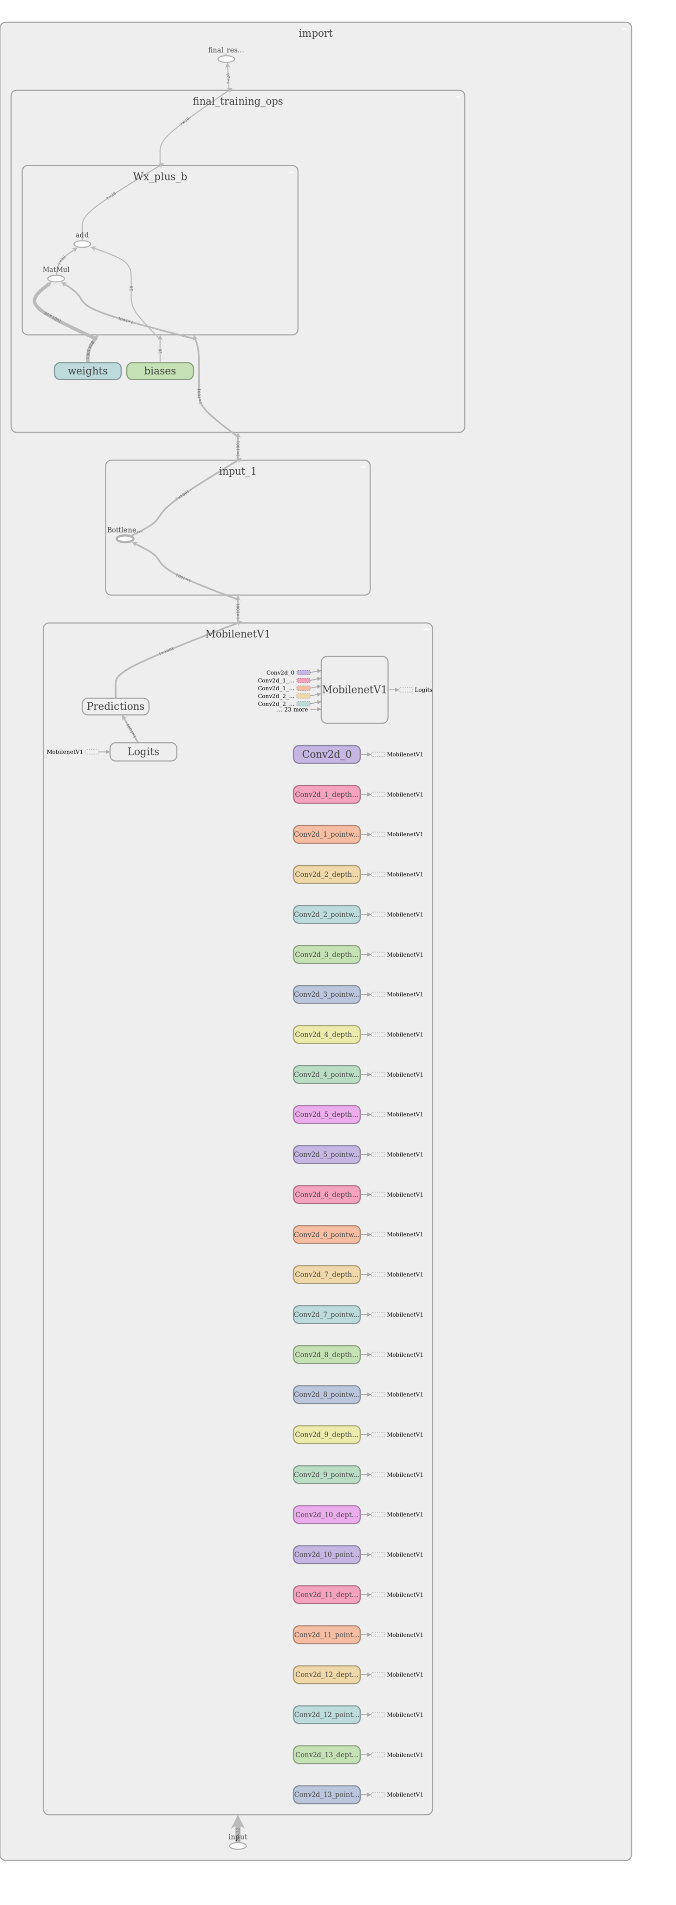 import
final_res...
final_training_ops
Wx_plus_b
add
MatMul
weights
biases
input_1
Bottlene...
MobilenetV1
Conv2d_0
Conv2d_1_...
Conv2d_1_...
Conv2d_2_...
Conv2d_2_...
... 23 more
MobilenetV1
Logits
Predictions
MobilenetV1
Logits
Conv2d_0 MobilenetV1
Conv2d_1_depth... MobilenetV1
Conv2d_1_pointw... MobilenetV1
Conv2d_2_depth... MobilenetV1
Conv2d_2_pointw... MobilenetV1
Conv2d_3_depth... MobilenetV1
Conv2d_3_pointw... MobilenetV1
Conv2d_4_depth... MobilenetV1
Conv2d_4_pointw... MobilenetV1
Conv2d_5_depth... MobilenetV1
Conv2d_5_pointw... MobilenetV1
Conv2d_6_depth... MobilenetV1
Conv2d_6_pointw... MobilenetV1
Conv2d_7_depth... MobilenetV1
Conv2d_7_pointw... MobilenetV1
Conv2d_8_depth... MobilenetV1
Conv2d_8_pointw... MobilenetV1
Conv2d_9_depth... MobilenetV1
Conv2d_9_pointw... MobilenetV1
Conv2d_10_dept... MobilenetV1
Conv2d_10_point... MobilenetV1
Conv2d_11_dept... MobilenetV1
Conv2d_11_point... MobilenetV1
Conv2d_12_dept... MobilenetV1
Conv2d_12_point... MobilenetV1
Conv2d_13_dept... MobilenetV1
Conv2d_13_point... MobilenetV1
input